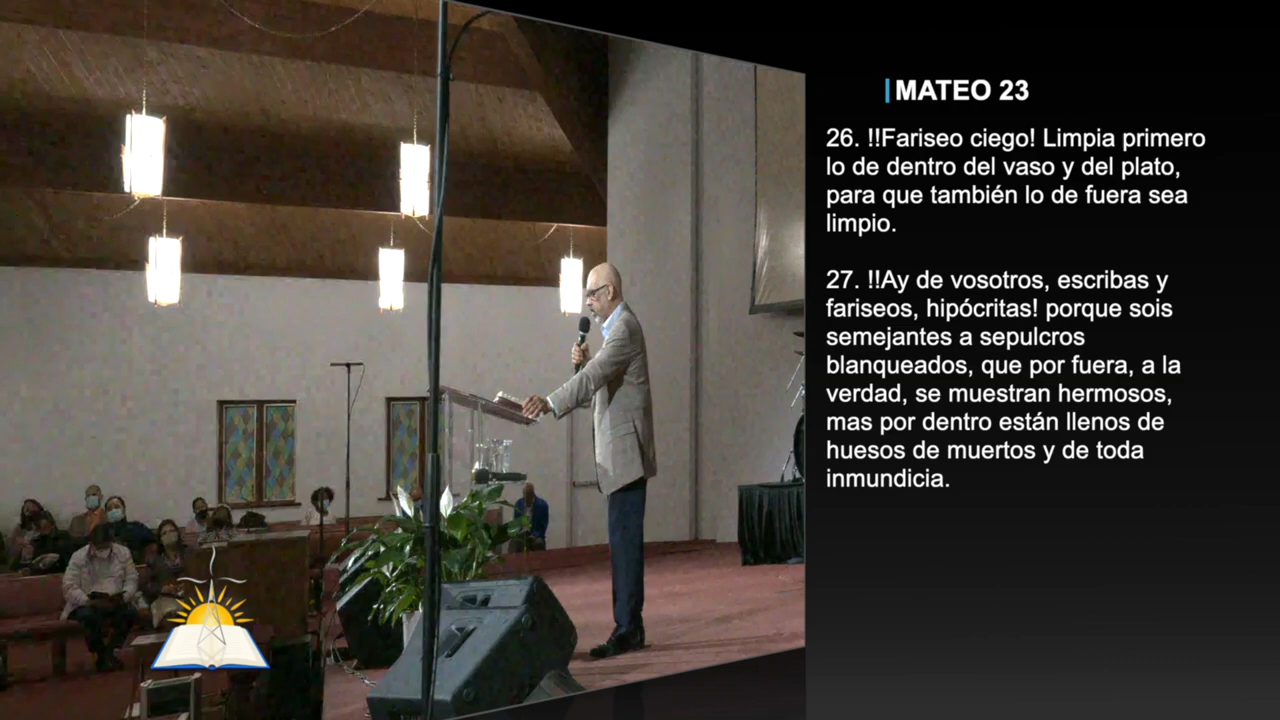 MATEO 23
26. !!Fariseo ciego! Limpia primero
lo de dentro del vaso y del plato,
para que también lo de fuera sea
limpio.
27. !!Ay de vosotros, escribas y
fariseos, hipócritas! porque sois
semejantes a sepulcros
blanqueados, que por fuera, a la
verdad, se muestran hermosos,
mas por dentro están llenos de
huesos de muertos y de toda
inmundicia.